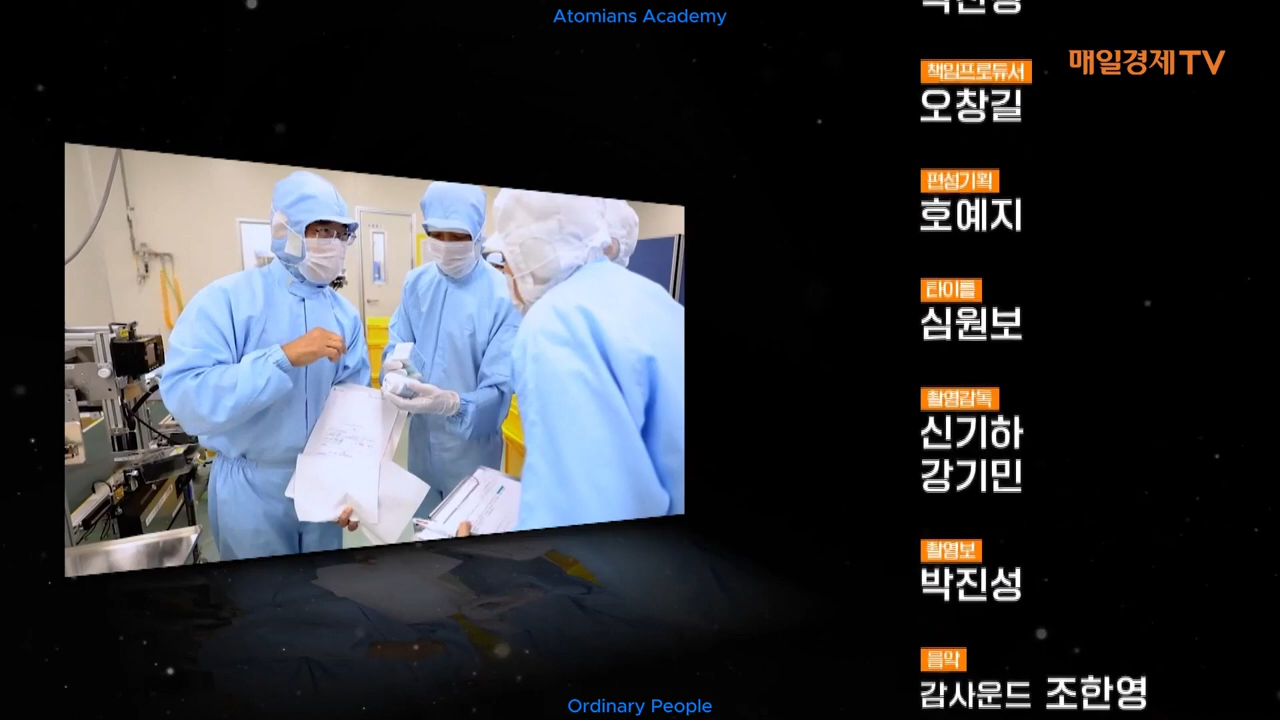 Atomians Academy
매일경제TV
책임프로듀서
오창길
편성기획
호예지
타이틀
심원보
촬영감독
신기하
강기민
촬영보
박진성
음악
감사운드 조한영
Ordinary People